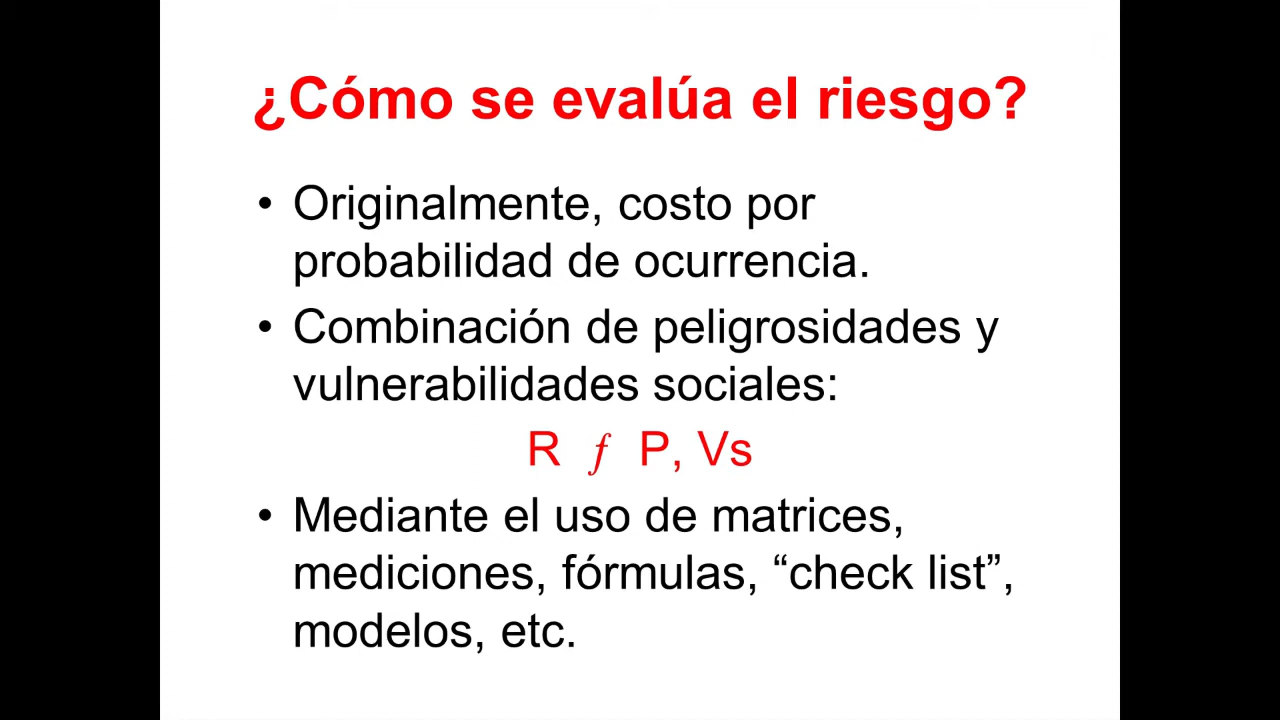 ¿Cómo se evalúa el riesgo?
• Originalmente, costo por
probabilidad de ocurrencia.
• Combinación de peligrosidades y
vulnerabilidades sociales:
R ƒ P, Vs
• Mediante el uso de matrices,
mediciones, fórmulas, “check list”,
modelos, etc.